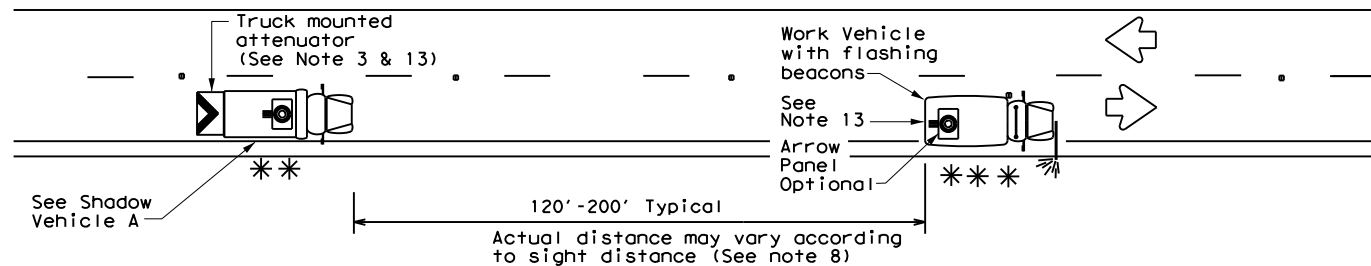 Truck mounted
attenuator
(See Note 3 & 13)
Work Vehicle
with flashing
beacons
See
Note 13
Arrow
Panel
Optional
See Shadow
Vehicle A
120'-200' Typical
Actual distance may vary according
to sight distance (See note 8)